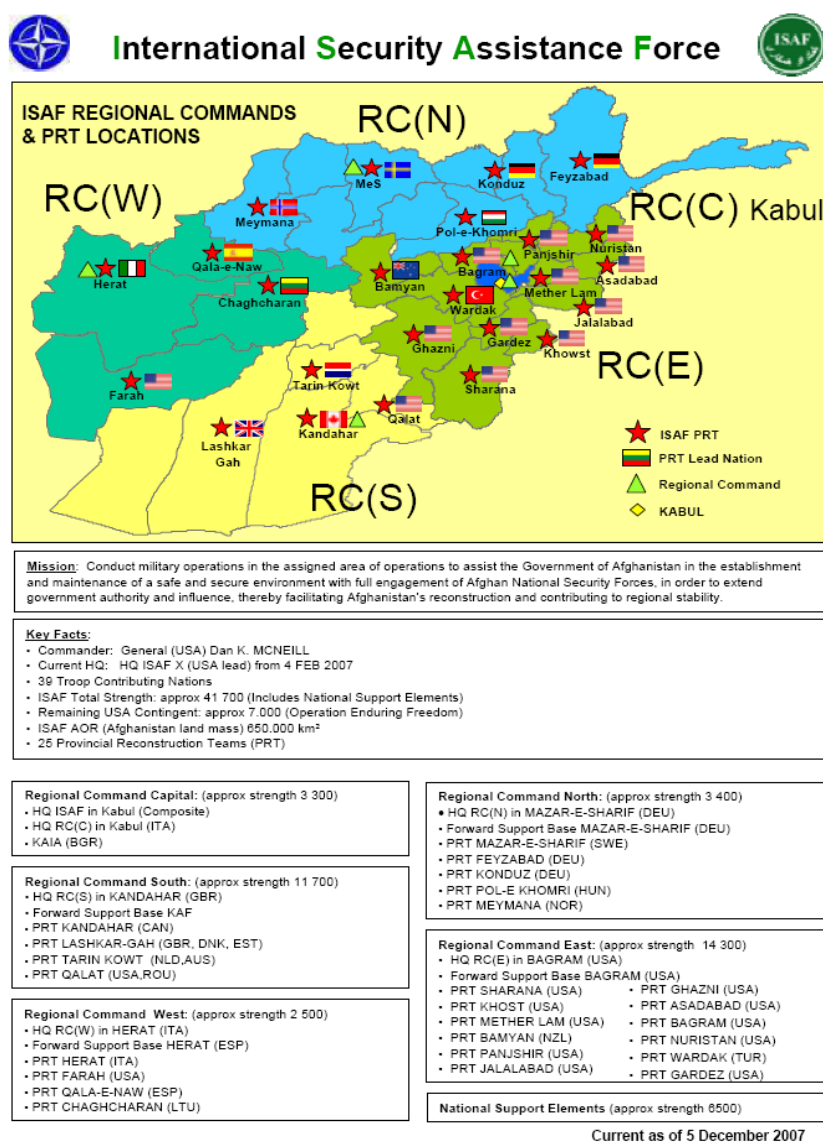 International Security Assistance Force
ISAF
ISAF REGIONAL COMMANDS
& PRT LOCATIONS
RC(N)
RC(W)
RC(C) Kabul
RC(E)
RC(S)
MeS
Konduz
Feyzabad
Meymana
Pol-e-Khomri
Qala-e-Naw
Herat
Chaghcharan
Farah
Bamyan
Bagram
Panjshir
Nuristan
Asadabad
Mether Lam
Wardak
Jalalabad
Ghazni
Gardez
Khowst
Sharana
Tarin Kowt
Kandahar
Qalat
Lashkar
Gah
ISAF PRT
PRT Lead Nation
Regional Command
KABUL
Mission: Conduct military operations in the assigned area of operations to assist the Government of Afghanistan in the establishment
and maintenance of a safe and secure environment with full engagement of Afghan National Security Forces, in order to extend
government authority and influence, thereby facilitating Afghanistan's reconstruction and contributing to regional stability.
Key Facts:
• Commander: General (USA) Dan K. MCNEILL
• Current HQ: HQ ISAF X (USA lead) from 4 FEB 2007
• 39 Troop Contributing Nations
• ISAF Total Strength: approx 41 700 (Includes National Support Elements)
• Remaining USA Contingent: approx 7.000 (Operation Enduring Freedom)
• ISAF AOR (Afghanistan land mass) 650.000 km²
• 25 Provincial Reconstruction Teams (PRT)
Regional Command Capital: (approx strength 3 300)
• HQ ISAF in Kabul (Composite)
• HQ RC(C) in Kabul (ITA)
• KAIA (BGR)
Regional Command South: (approx strength 11 700)
• HQ RC(S) in KANDAHAR (GBR)
• Forward Support Base KAF
• PRT KANDAHAR (CAN)
• PRT LASHKAR-GAH (GBR, DNK, EST)
• PRT TARIN KOWT (NLD,AUS)
• PRT QALAT (USA,ROU)
Regional Command West: (approx strength 2 500)
• HQ RC(W) in HERAT (ITA)
• Forward Support Base HERAT (ESP)
• PRT HERAT (ITA)
• PRT FARAH (USA)
• PRT QALA-E-NAW (ESP)
• PRT CHAGHCHARAN (LTU)
Regional Command North: (approx strength 3 400)
• HQ RC(N) in MAZAR-E-SHARIF (DEU)
• Forward Support Base MAZAR-E-SHARIF (DEU)
• PRT MAZAR-E-SHARIF (SWE)
• PRT FEYZABAD (DEU)
• PRT KONDUZ (DEU)
• PRT POL-E KHOMRI (HUN)
• PRT MEYMANA (NOR)
Regional Command East: (approx strength 14 300)
• HQ RC(E) in BAGRAM (USA)
• Forward Support Base BAGRAM (USA)
• PRT SHARANA (USA)
• PRT KHOST (USA)
• PRT METHER LAM (USA)
• PRT BAMYAN (NZL)
• PRT PANJSHIR (USA)
• PRT JALALABAD (USA)
• PRT GHAZNI (USA)
• PRT ASADABAD (USA)
• PRT BAGRAM (USA)
• PRT NURISTAN (USA)
• PRT WARDAK (TUR)
• PRT GARDEZ (USA)
National Support Elements (approx strength 6500)
Current as of 5 December 2007